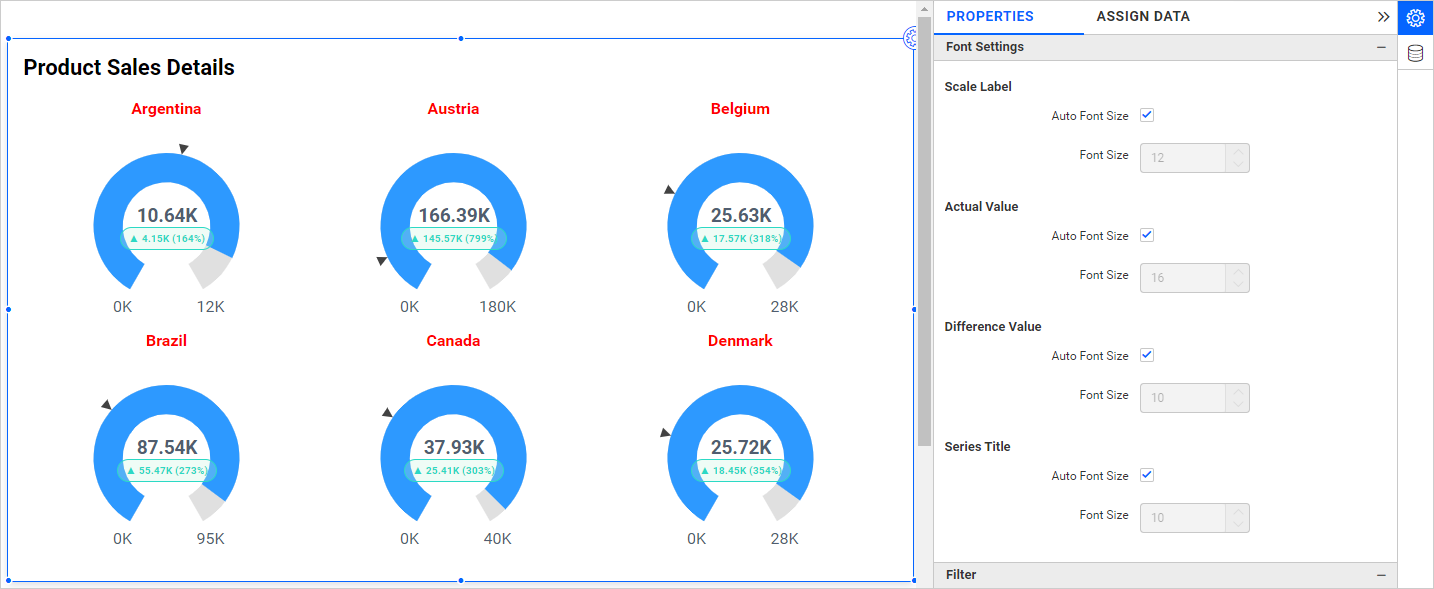 PROPERTIES
ASSIGN DATA
Product Sales Details
Argentina
10.64K
▲ 4.15K (164%)
0K
12K
Austria
166.39K
▲ 145.57K (799%)
0K
180K
Belgium
25.63K
▲ 17.57K (318%)
0K
28K
Brazil
87.54K
▲ 55.47K (273%)
0K
95K
Canada
37.93K
▲ 25.41K (303%)
0K
40K
Denmark
25.72K
▲ 18.45K (354%)
0K
28K
Font Settings
Scale Label
Auto Font Size
Font Size 12
Actual Value
Auto Font Size
Font Size 16
Difference Value
Auto Font Size
Font Size 10
Series Title
Auto Font Size
Font Size 10
Filter